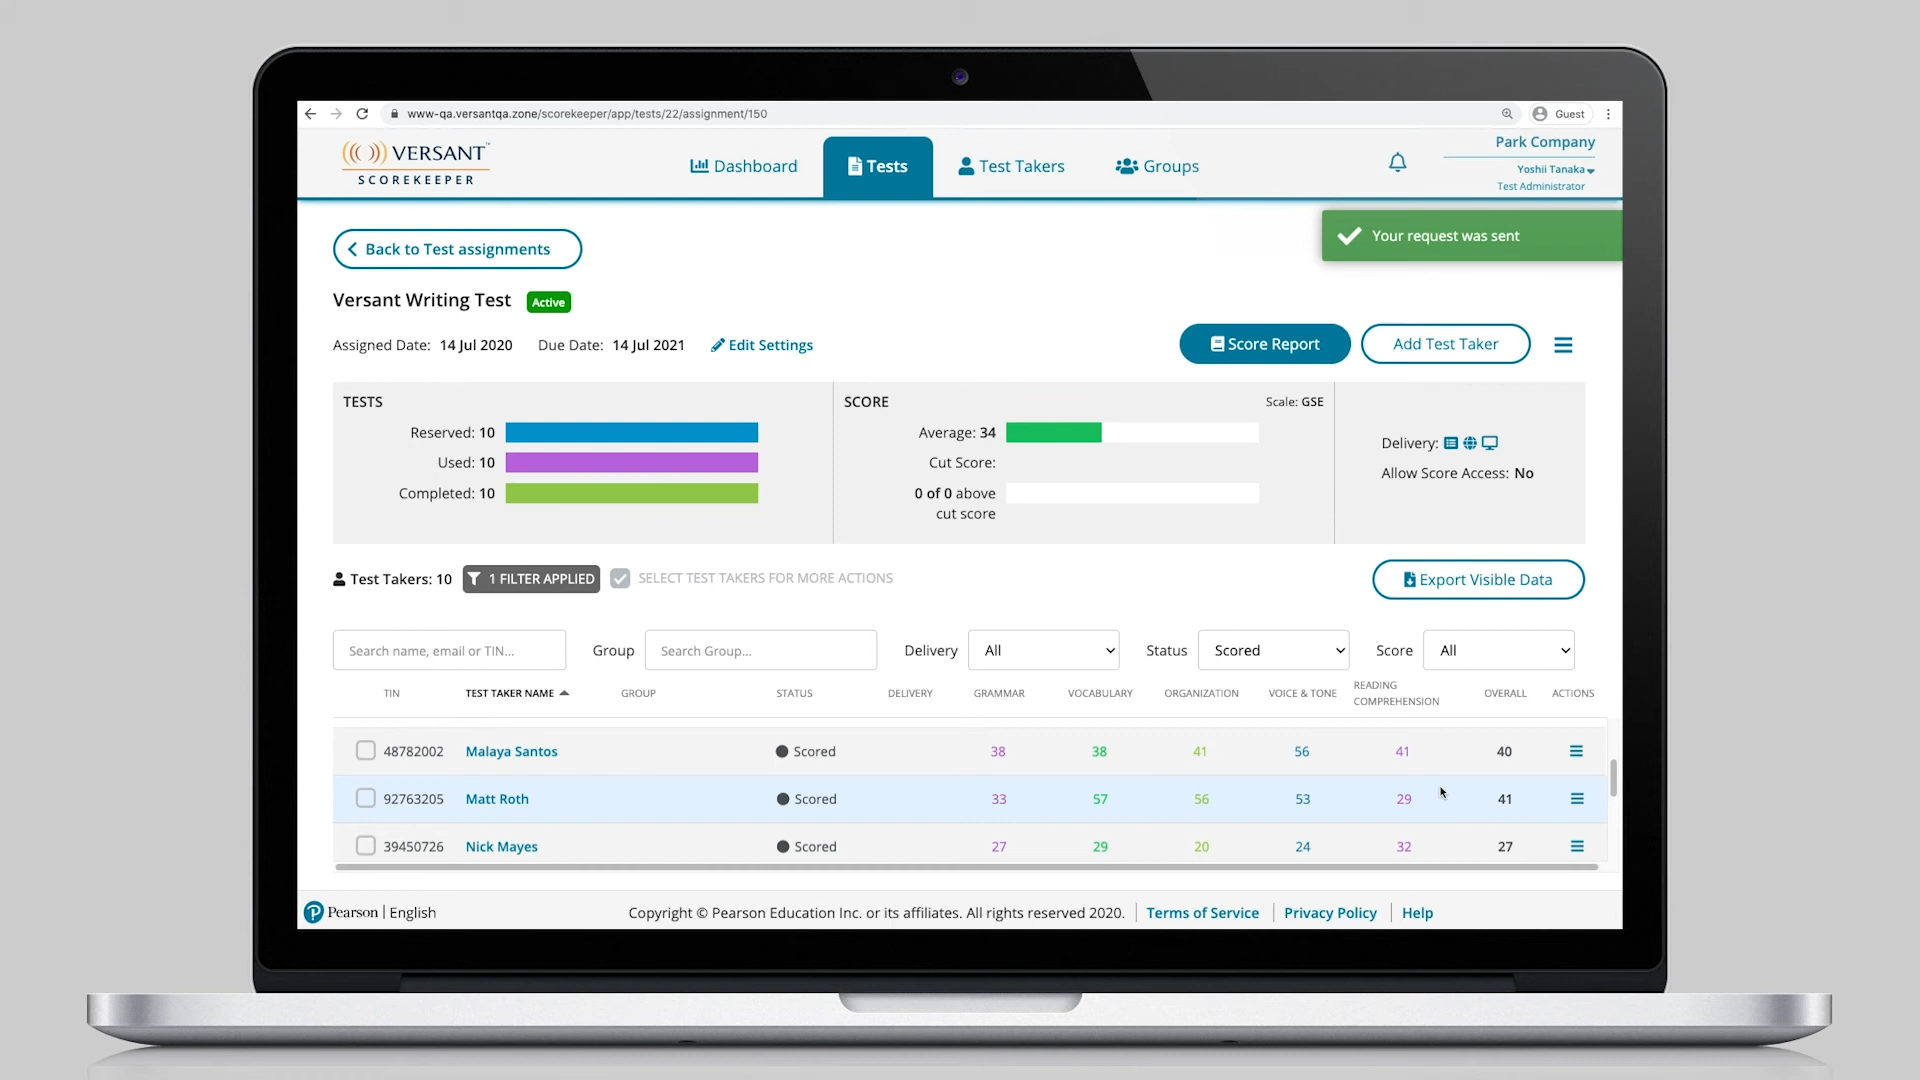 www-qa.versantqa.zone/scorekeeper/app/tests/22/assignment/150
Guest
VERSANT™
SCOREKEEPER
Dashboard
Tests
Test Takers
Groups
Park Company
Yoshii Tanaka
Test Administrator
Back to Test assignments
Your request was sent
Versant Writing Test Active
Assigned Date: 14 Jul 2020 Due Date: 14 Jul 2021 Edit Settings
Score Report
Add Test Taker
TESTS
Reserved: 10
Used: 10
Completed: 10
SCORE
Scale: GSE
Average: 34
Cut Score:
0 of 0 above
cut score
Delivery:
Allow Score Access: No
Test Takers: 10
1 FILTER APPLIED
SELECT TEST TAKERS FOR MORE ACTIONS
Export Visible Data
Search name, email or TIN...
Group Search Group...
Delivery All
Status Scored
Score All
TIN TEST TAKER NAME GROUP STATUS DELIVERY GRAMMAR VOCABULARY ORGANIZATION VOICE & TONE READING COMPREHENSION OVERALL ACTIONS
48782002 Malaya Santos Scored 38 38 41 56 41 40
92763205 Matt Roth Scored 33 57 56 53 29 41
39450726 Nick Mayes Scored 27 29 20 24 32 27
Pearson | English
Copyright © Pearson Education Inc. or its affiliates. All rights reserved 2020.
Terms of Service
Privacy Policy
Help